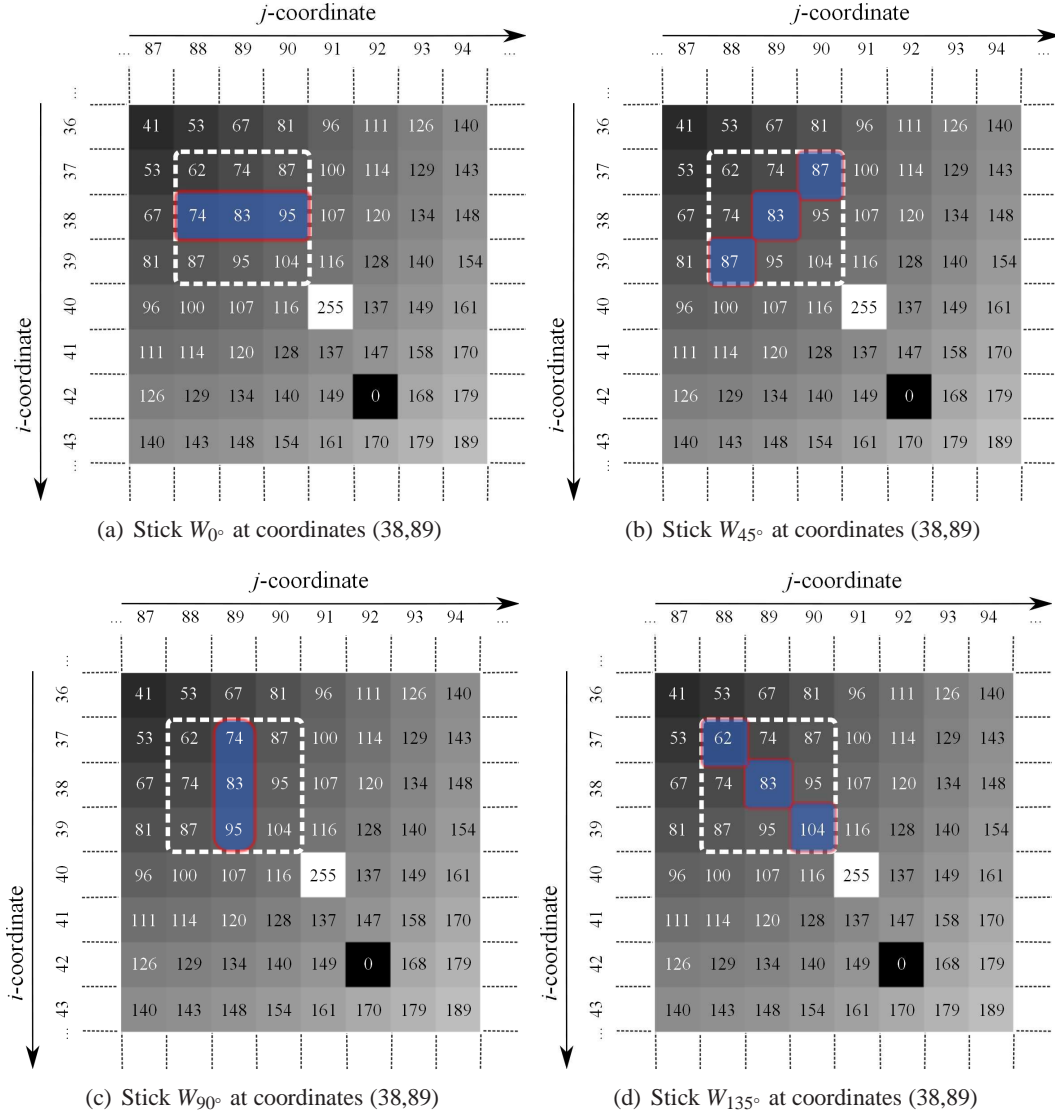 j-coordinate j-coordinate
... 87 88 89 90 91 92 93 94 ... ... 87 88 89 90 91 92 93 94 ...
... ...
36 41 53 67 81 96 111 126 140 36 41 53 67 81 96 111 126 140
37 53 62 74 87 100 114 129 143 37 53 62 74 87 100 114 129 143
38 67 74 83 95 107 120 134 148 38 67 74 83 95 107 120 134 148
39 81 87 95 104 116 128 140 154 39 81 87 95 104 116 128 140 154
40 96 100 107 116 255 137 149 161 40 96 100 107 116 255 137 149 161
41 111 114 120 128 137 147 158 170 41 111 114 120 128 137 147 158 170
42 126 129 134 140 149 0 168 179 42 126 129 134 140 149 0 168 179
43 140 143 148 154 161 170 179 189 43 140 143 148 154 161 170 179 189
... ...
i-coordinate i-coordinate
(a) Stick W0° at coordinates (38,89) (b) Stick W45° at coordinates (38,89)
j-coordinate j-coordinate
... 87 88 89 90 91 92 93 94 ... ... 87 88 89 90 91 92 93 94 ...
... ...
36 41 53 67 81 96 111 126 140 36 41 53 67 81 96 111 126 140
37 53 62 74 87 100 114 129 143 37 53 62 74 87 100 114 129 143
38 67 74 83 95 107 120 134 148 38 67 74 83 95 107 120 134 148
39 81 87 95 104 116 128 140 154 39 81 87 95 104 116 128 140 154
40 96 100 107 116 255 137 149 161 40 96 100 107 116 255 137 149 161
41 111 114 120 128 137 147 158 170 41 111 114 120 128 137 147 158 170
42 126 129 134 140 149 0 168 179 42 126 129 134 140 149 0 168 179
43 140 143 148 154 161 170 179 189 43 140 143 148 154 161 170 179 189
... ...
i-coordinate i-coordinate
(c) Stick W90° at coordinates (38,89) (d) Stick W135° at coordinates (38,89)